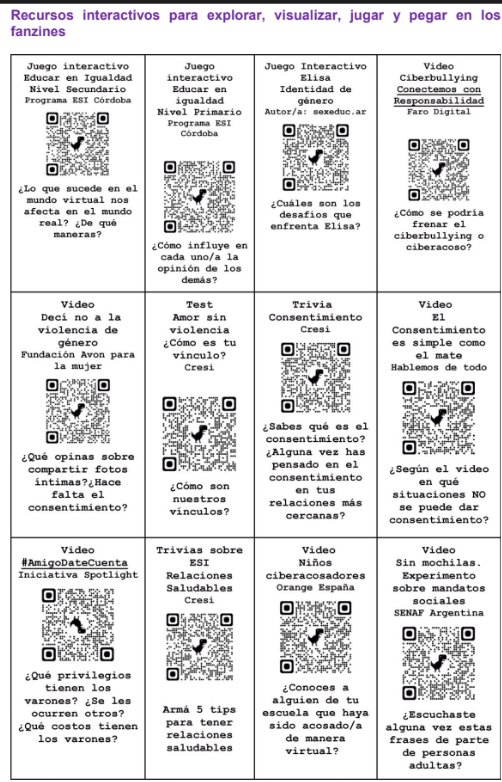 Recursos interactivos para explorar, visualizar, jugar y pegar en los
fanzines
Juego interactivo
Educar en Igualdad
Nivel Secundario
Programa ESI Córdoba
¿Lo que sucede en el
mundo virtual nos
afecta en el mundo
real? ¿De qué
maneras?
Juego
interactivo
Educar en
igualdad
Nivel Primario
Programa ESI
Córdoba
¿Cómo influye en
cada uno/a la
opinión de los
demás?
Juego Interactivo
Elisa
Identidad de
género
Autor/a: sexeduc.ar
¿Cuáles son los
desafíos que
enfrenta Elisa?
Video
Ciberbullying
Conectemos con
Responsabilidad
Faro Digital
¿Cómo se podría
frenar el
ciberbullying o
ciberacoso?
Video
Decí no a la
violencia de
género
Fundación Avon para
la mujer
¿Qué opinas sobre
compartir fotos
íntimas?¿Hace
falta el
consentimiento?
Test
Amor sin
violencia
¿Cómo es tu
vínculo?
Cresi
¿Cómo son
nuestros
vínculos?
Trivia
Consentimiento
Cresi
¿Sabes qué es el
consentimiento?
¿Alguna vez has
pensado en el
consentimiento
en tus
relaciones más
cercanas?
Video
El
Consentimiento
es simple como
el mate
Hablemos de todo
¿Según el video
en qué
situaciones NO
se puede dar
consentimiento?
Video
#AmigoDateCuenta
Iniciativa Spotlight
¿Qué privilegios
tienen los
varones? ¿Se les
ocurren otros?
¿Qué costos tienen
los varones?
Trivias sobre
ESI
Relaciones
Saludables
Cresi
Armá 5 tips
para tener
relaciones
saludables
Video
Niños
ciberacosadores
Orange España
¿Conoces a
alguien de tu
escuela que haya
sido acosado/a
de manera
virtual?
Video
Sin mochilas.
Experimento
sobre mandatos
sociales
SENAF Argentina
¿Escuchaste
alguna vez estas
frases de parte
de personas
adultas?